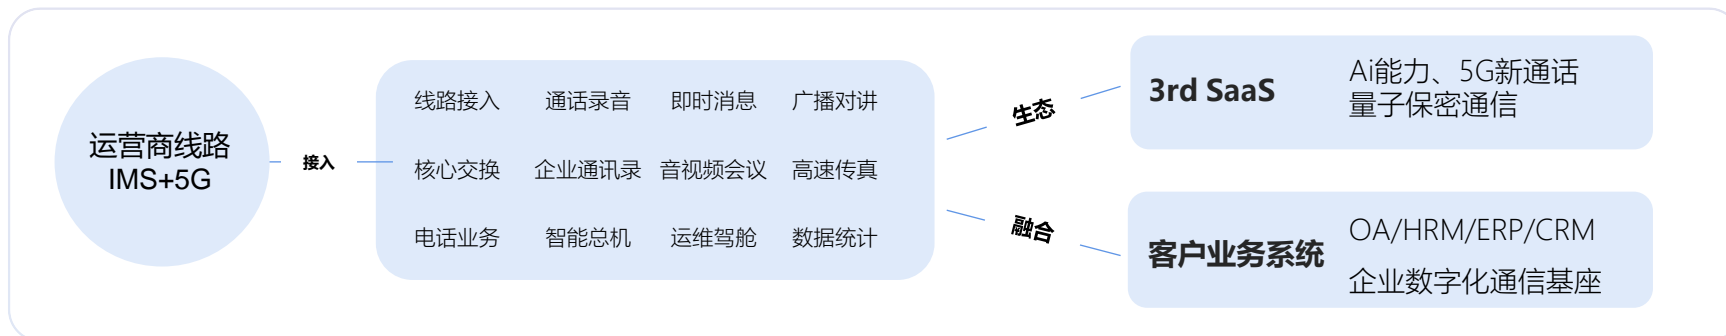 运营商线路
IMS+5G
接入
线路接入 通话录音 即时消息 广播对讲
核心交换 企业通讯录 音视频会议 高速传真
电话业务 智能总机 运维驾舱 数据统计
生态
融合
3rd SaaS
Ai能力、5G新通话
量子保密通信
客户业务系统
OA/HRM/ERP/CRM
企业数字化通信基座